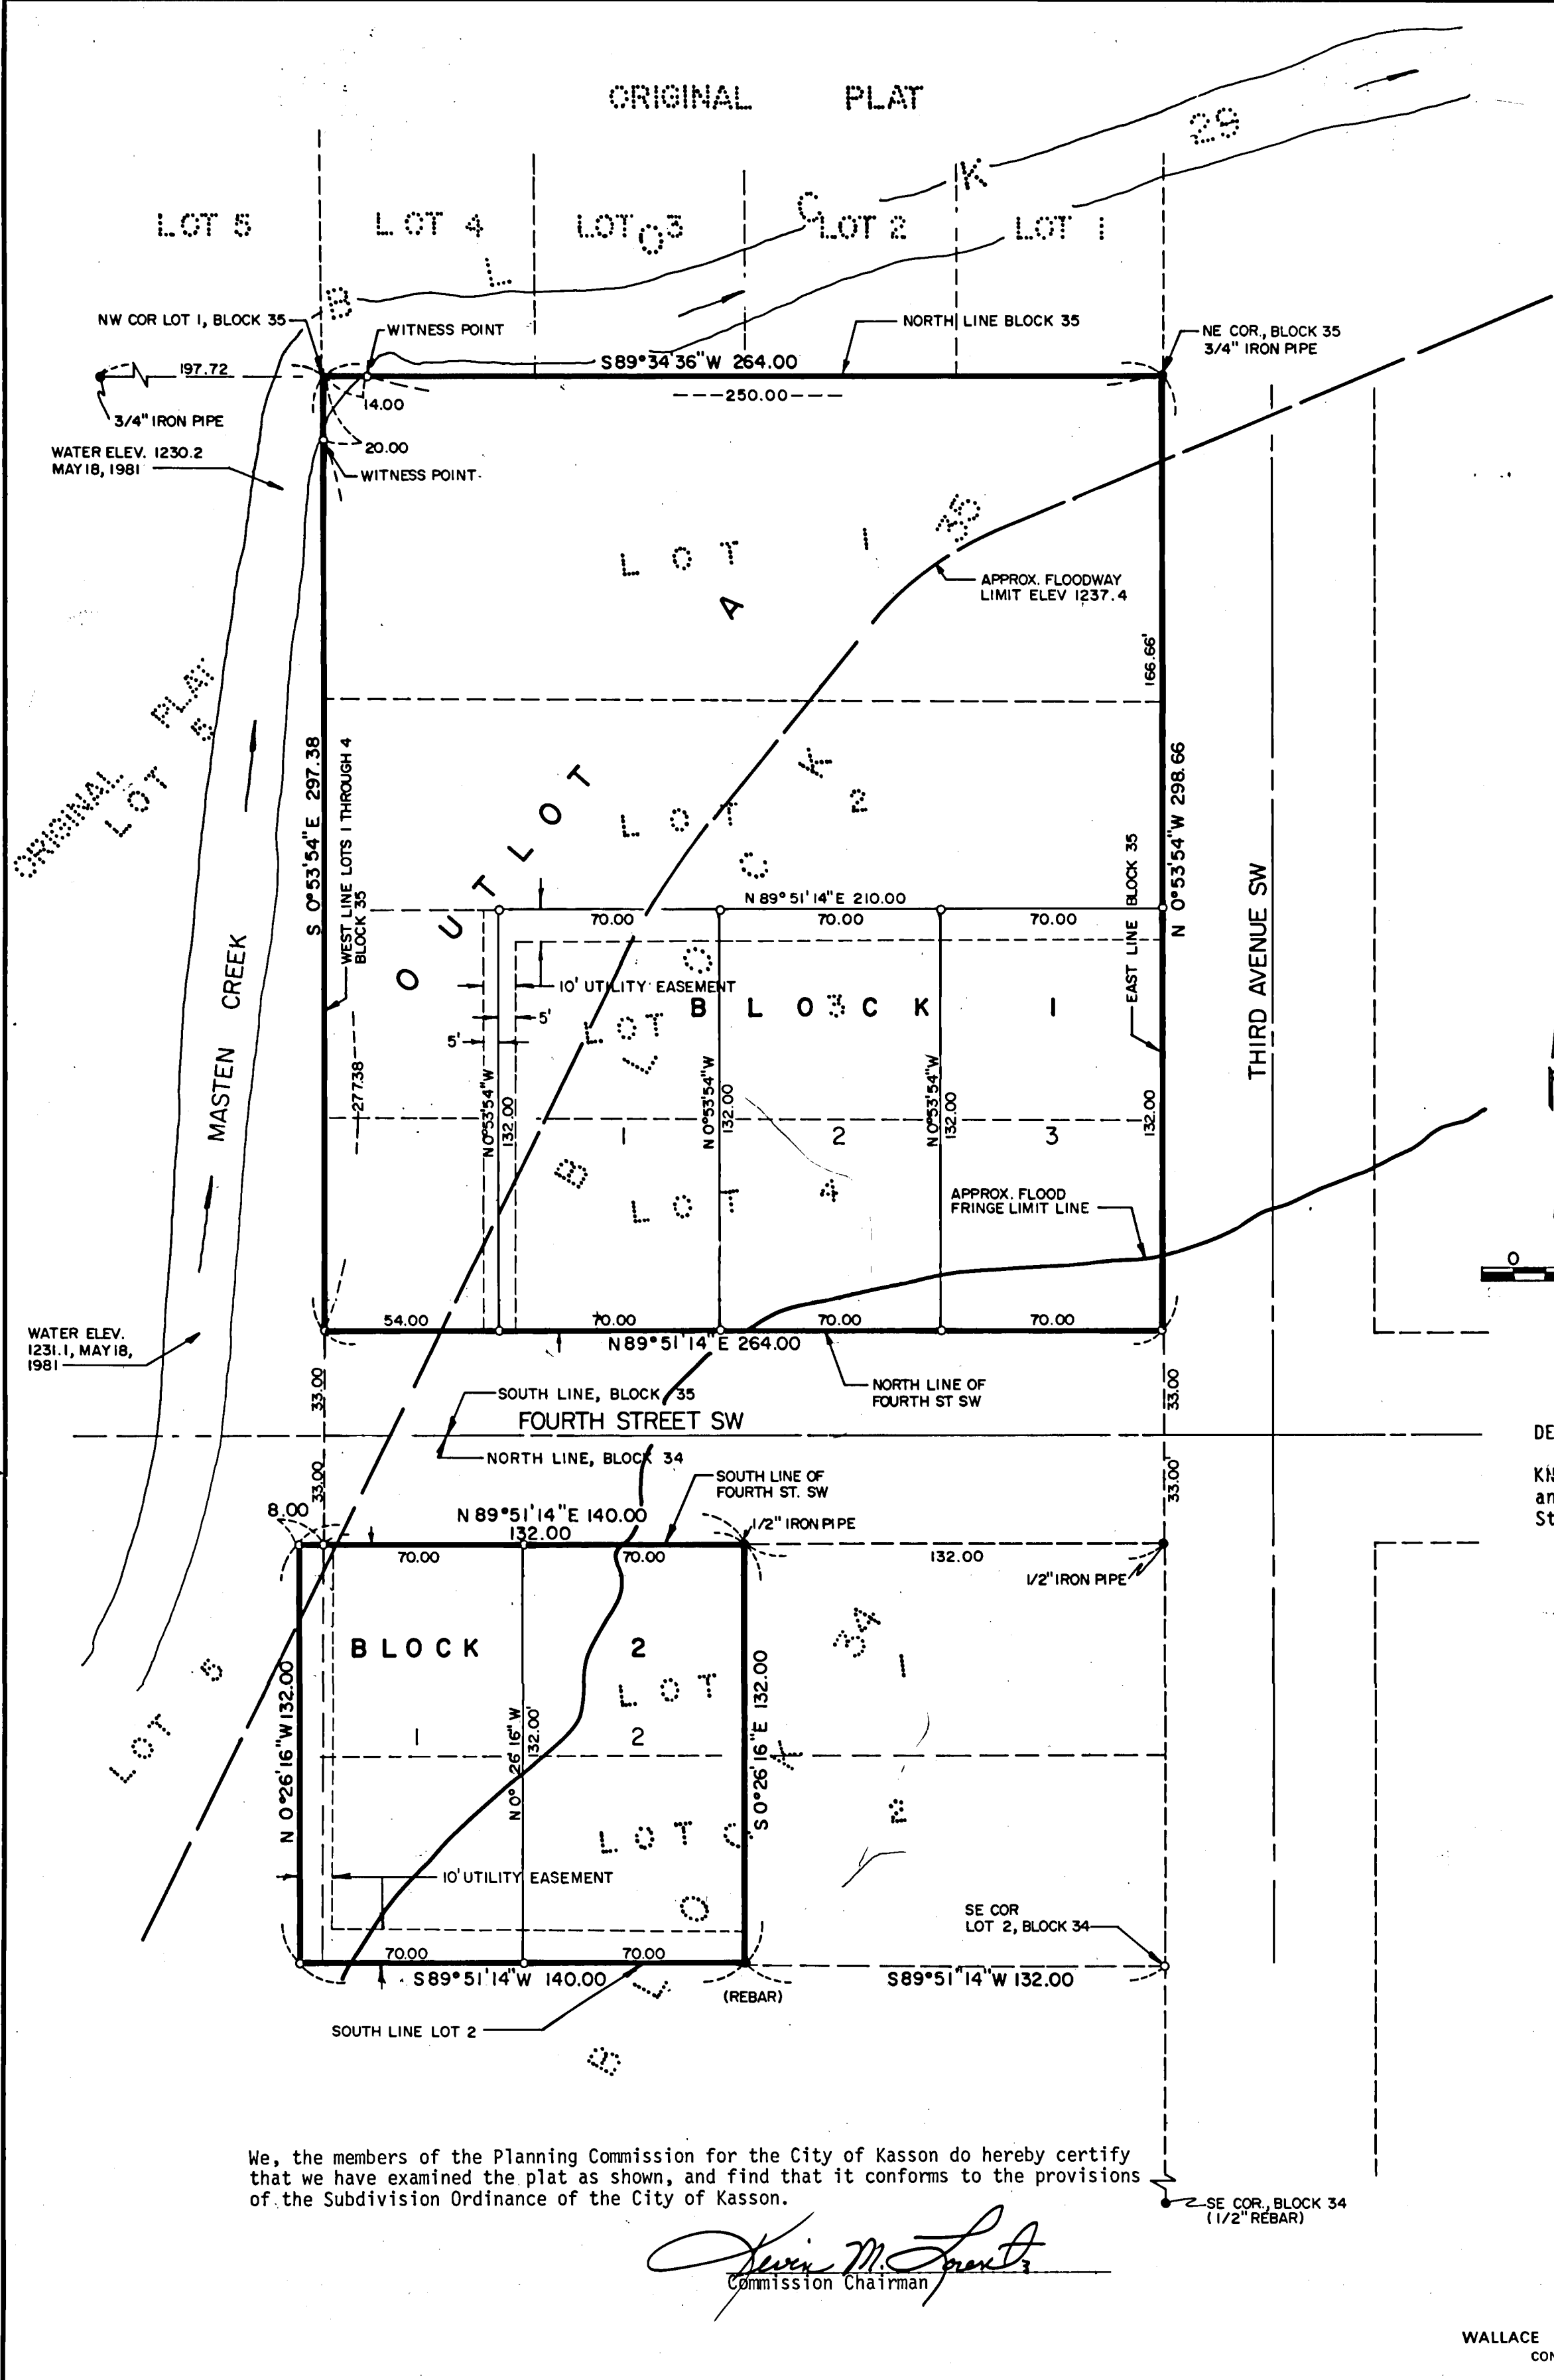 ORIGINAL PLAT
29
K
C
O
L
B
LOT 5 LOT 4 LOT 3 LOT 2 LOT 1
NW COR LOT 1, BLOCK 35
WITNESS POINT
NORTH LINE BLOCK 35
NE COR., BLOCK 35
3/4" IRON PIPE
S89°34'36"W 264.00
197.72
14.00
---250.00---
3/4" IRON PIPE
20.00
WATER ELEV. 1230.2
MAY 18, 1981
WITNESS POINT
LOT 1
35
APPROX. FLOODWAY
LIMIT ELEV 1237.4
OUTLOT A
166.66'
ORIGINAL PLAT
LOT 5
S 0°53'54"E 297.38
WEST LINE LOTS 1 THROUGH 4
BLOCK 35
N 0°53'54"W 298.66
LOT 2
BLOCK
EAST LINE BLOCK 35
THIRD AVENUE SW
MASTEN CREEK
N 89°51'14"E 210.00
70.00 70.00 70.00
10' UTILITY EASEMENT
BLOCK 1
LOT 3
5'
5'
277.38
N 0°53'54"W
132.00
N 0°53'54"W
132.00
N 0°53'54"W
132.00
132.00
1 2 3
LOT 4
APPROX. FLOOD
FRINGE LIMIT LINE
0
54.00 70.00 70.00 70.00
N 89°51'14"E 264.00
WATER ELEV.
1231.1, MAY 18,
1981
33.00
33.00
NORTH LINE OF
FOURTH ST SW
SOUTH LINE, BLOCK 35
FOURTH STREET SW
NORTH LINE, BLOCK 34
DE
KN
an
St
33.00
33.00
SOUTH LINE OF
FOURTH ST. SW
8.00
N 89°51'14"E 140.00
132.00
1/2" IRON PIPE
70.00 70.00
132.00
1/2" IRON PIPE
BLOCK 2
34
N 0°26'16"W 132.00
LOT 1
1 2
N 0°26'16"W
132.00'
S 0°26'16"E 132.00
LOT 5
K
LOT 2
C
10' UTILITY EASEMENT
O
SE COR
LOT 2, BLOCK 34
70.00 70.00
S89°51'14"W 140.00
S89°51'14"W 132.00
(REBAR)
L
SOUTH LINE LOT 2
B
We, the members of the Planning Commission for the City of Kasson do hereby certify
that we have examined the plat as shown, and find that it conforms to the provisions
of the Subdivision Ordinance of the City of Kasson.
SE COR., BLOCK 34
(1/2" REBAR)
Kevin M. Lorentz
Commission Chairman
WALLACE
CON